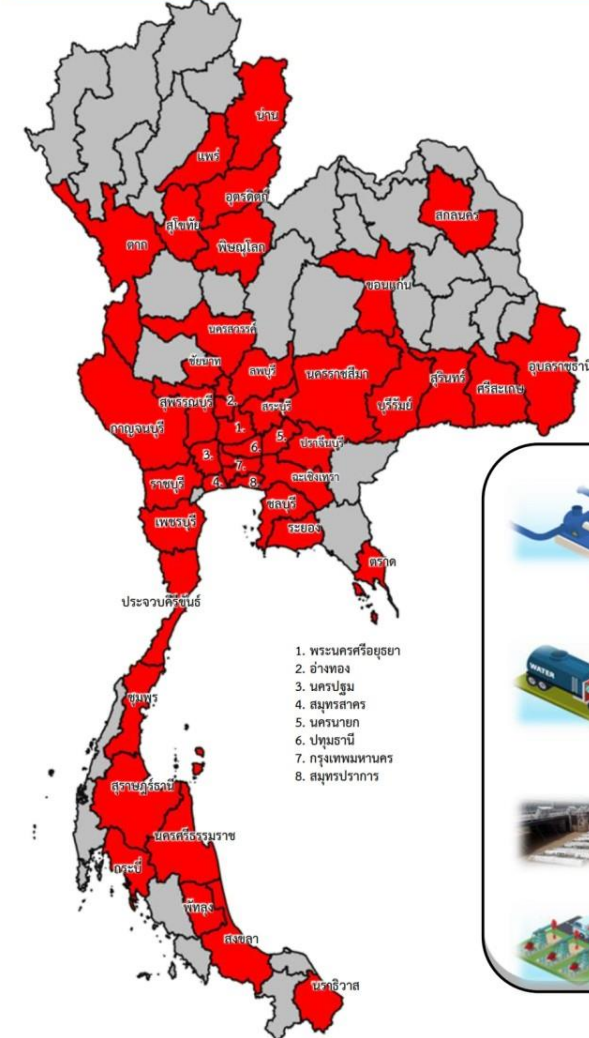 น่าน
แพร่
อุตรดิตถ์
สุโขทัย
ตาก
พิษณุโลก
สกลนคร
ขอนแก่น
นครสวรรค์
ชัยนาท
ลพบุรี
นครราชสีมา
สุรินทร์
อุบลราชธานี
ศรีสะเกษ
บุรีรัมย์
สุพรรณบุรี
2.
สระบุรี
กาญจนบุรี
1.
5.
ปราจีนบุรี
6.
3.
7.
ฉะเชิงเทรา
ราชบุรี
4.
8.
ชลบุรี
เพชรบุรี
ระยอง
ตราด
ประจวบคีรีขันธ์
1. พระนครศรีอยุธยา
2. อ่างทอง
3. นครปฐม
4. สมุทรสาคร
5. นครนายก
6. ปทุมธานี
7. กรุงเทพมหานคร
8. สมุทรปราการ
ชุมพร
สุราษฎร์ธานี
นครศรีธรรมราช
กระบี่
พัทลุง
สงขลา
นราธิวาส
WATER